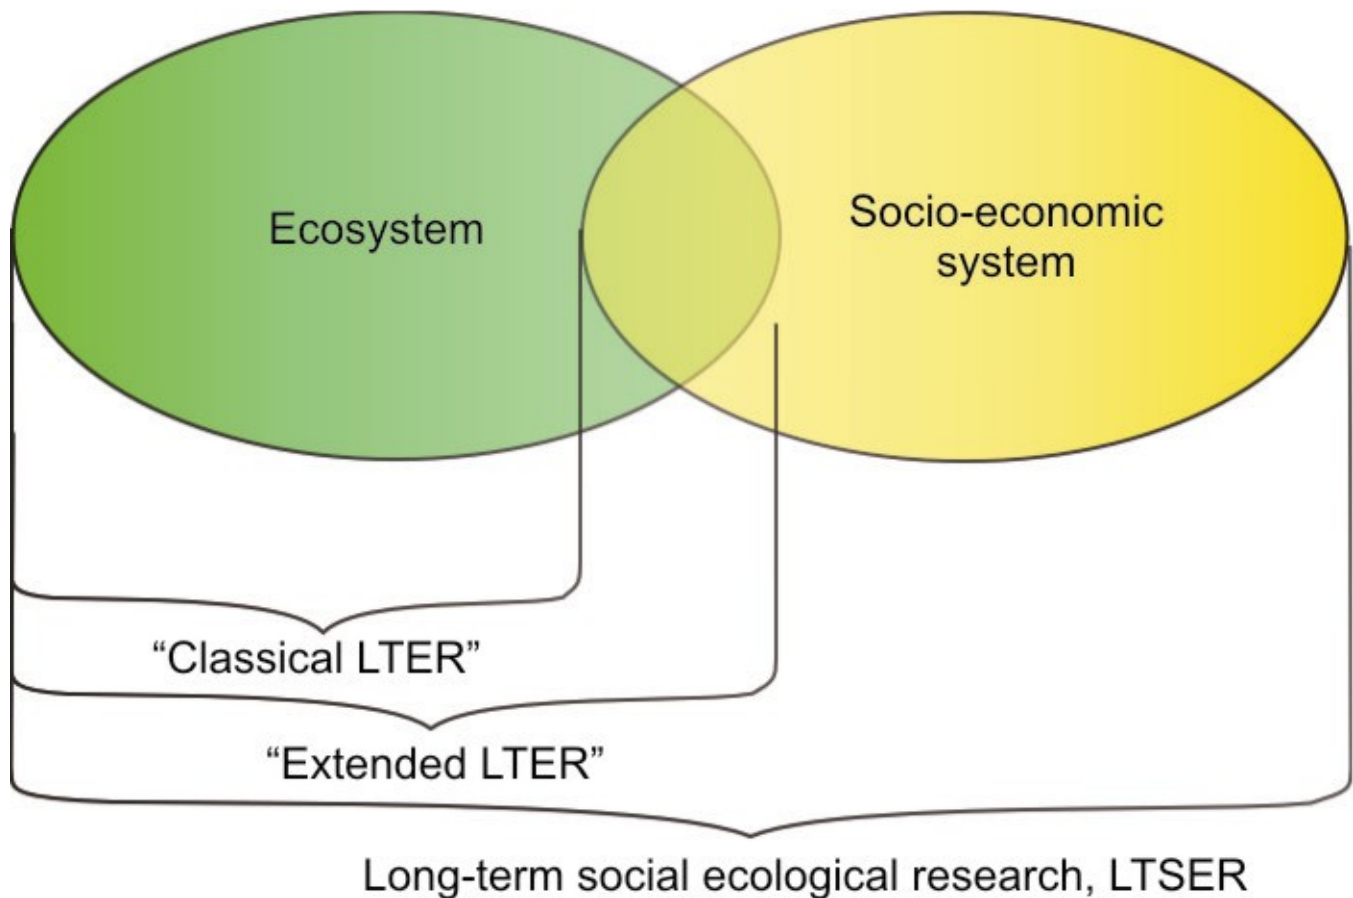 Ecosystem
Socio-economic
system
“Classical LTER”
“Extended LTER”
Long-term social ecological research, LTSER